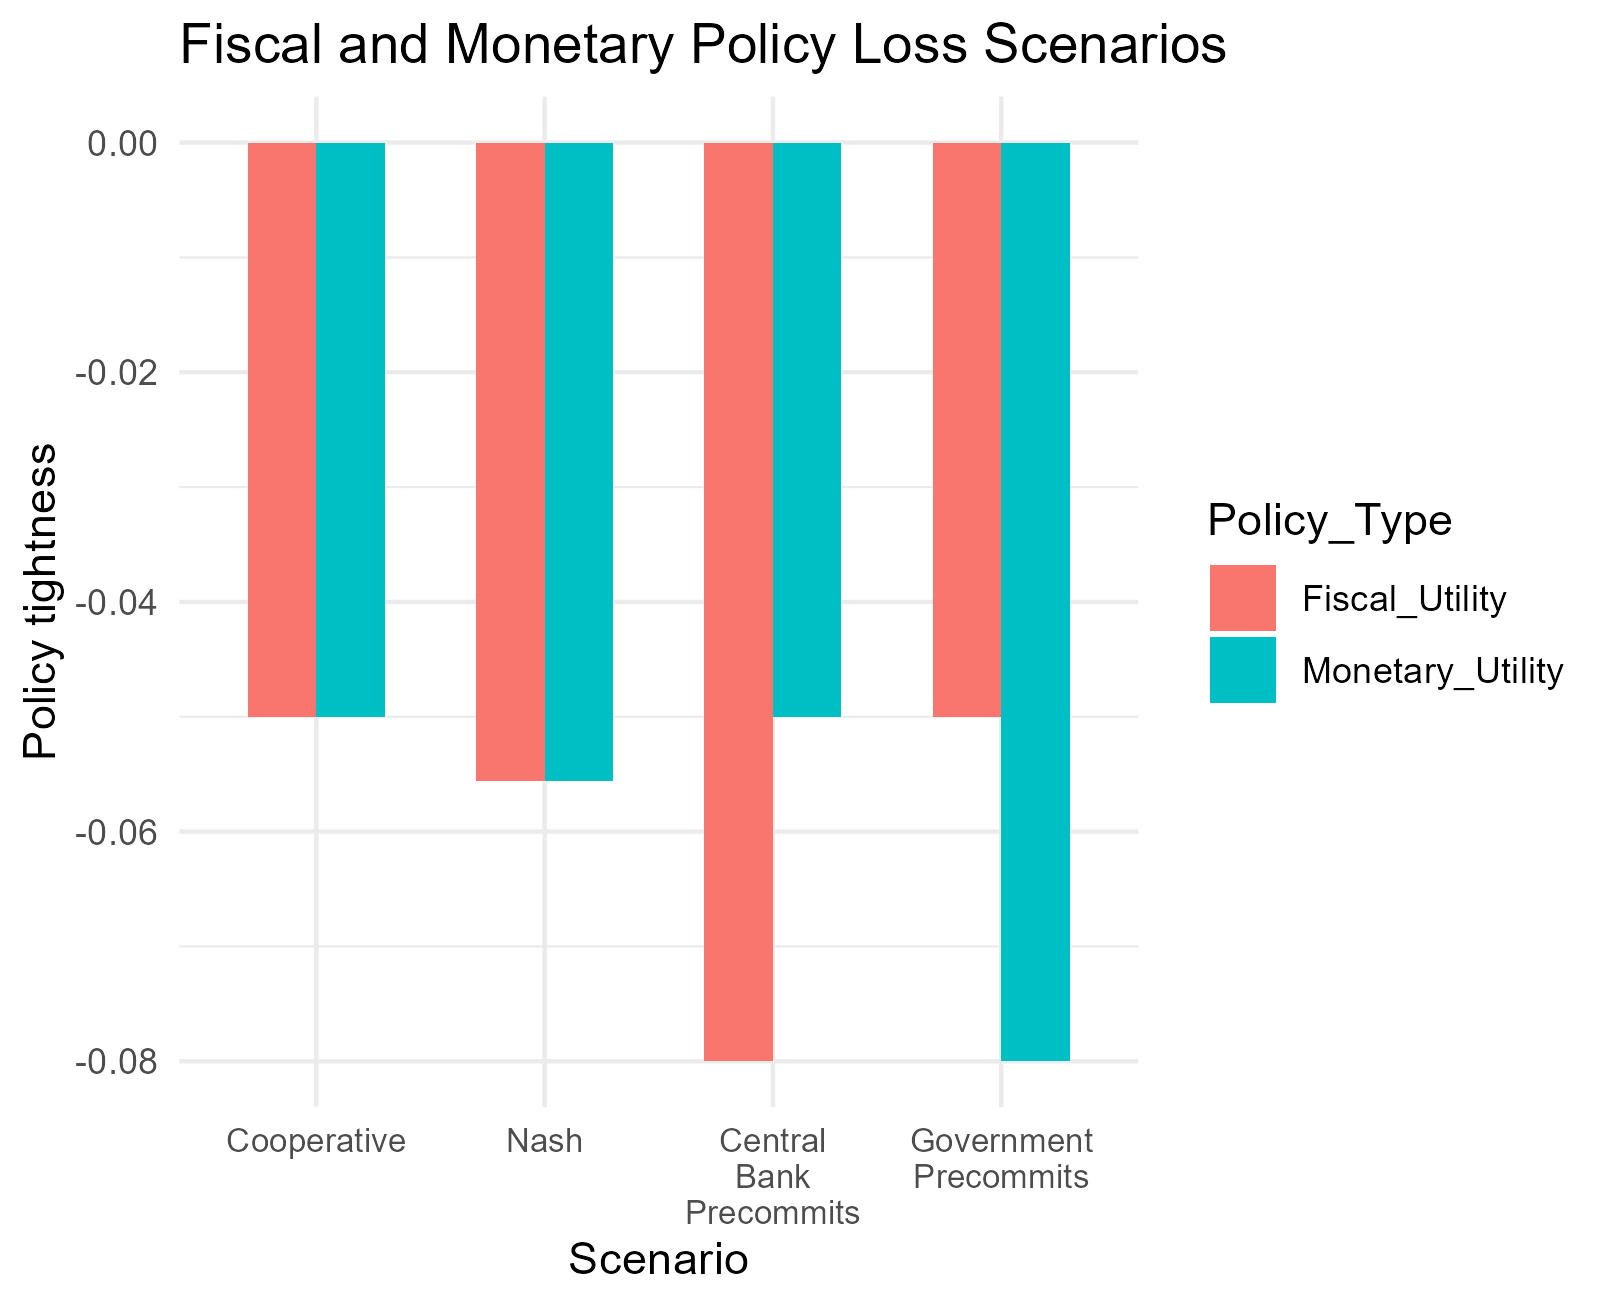 Fiscal and Monetary Policy Loss Scenarios
0.00
-0.02
-0.04
-0.06
-0.08
Policy tightness
Cooperative
Nash
Central
Bank
Precommits
Government
Precommits
Scenario
Policy_Type
Fiscal_Utility
Monetary_Utility